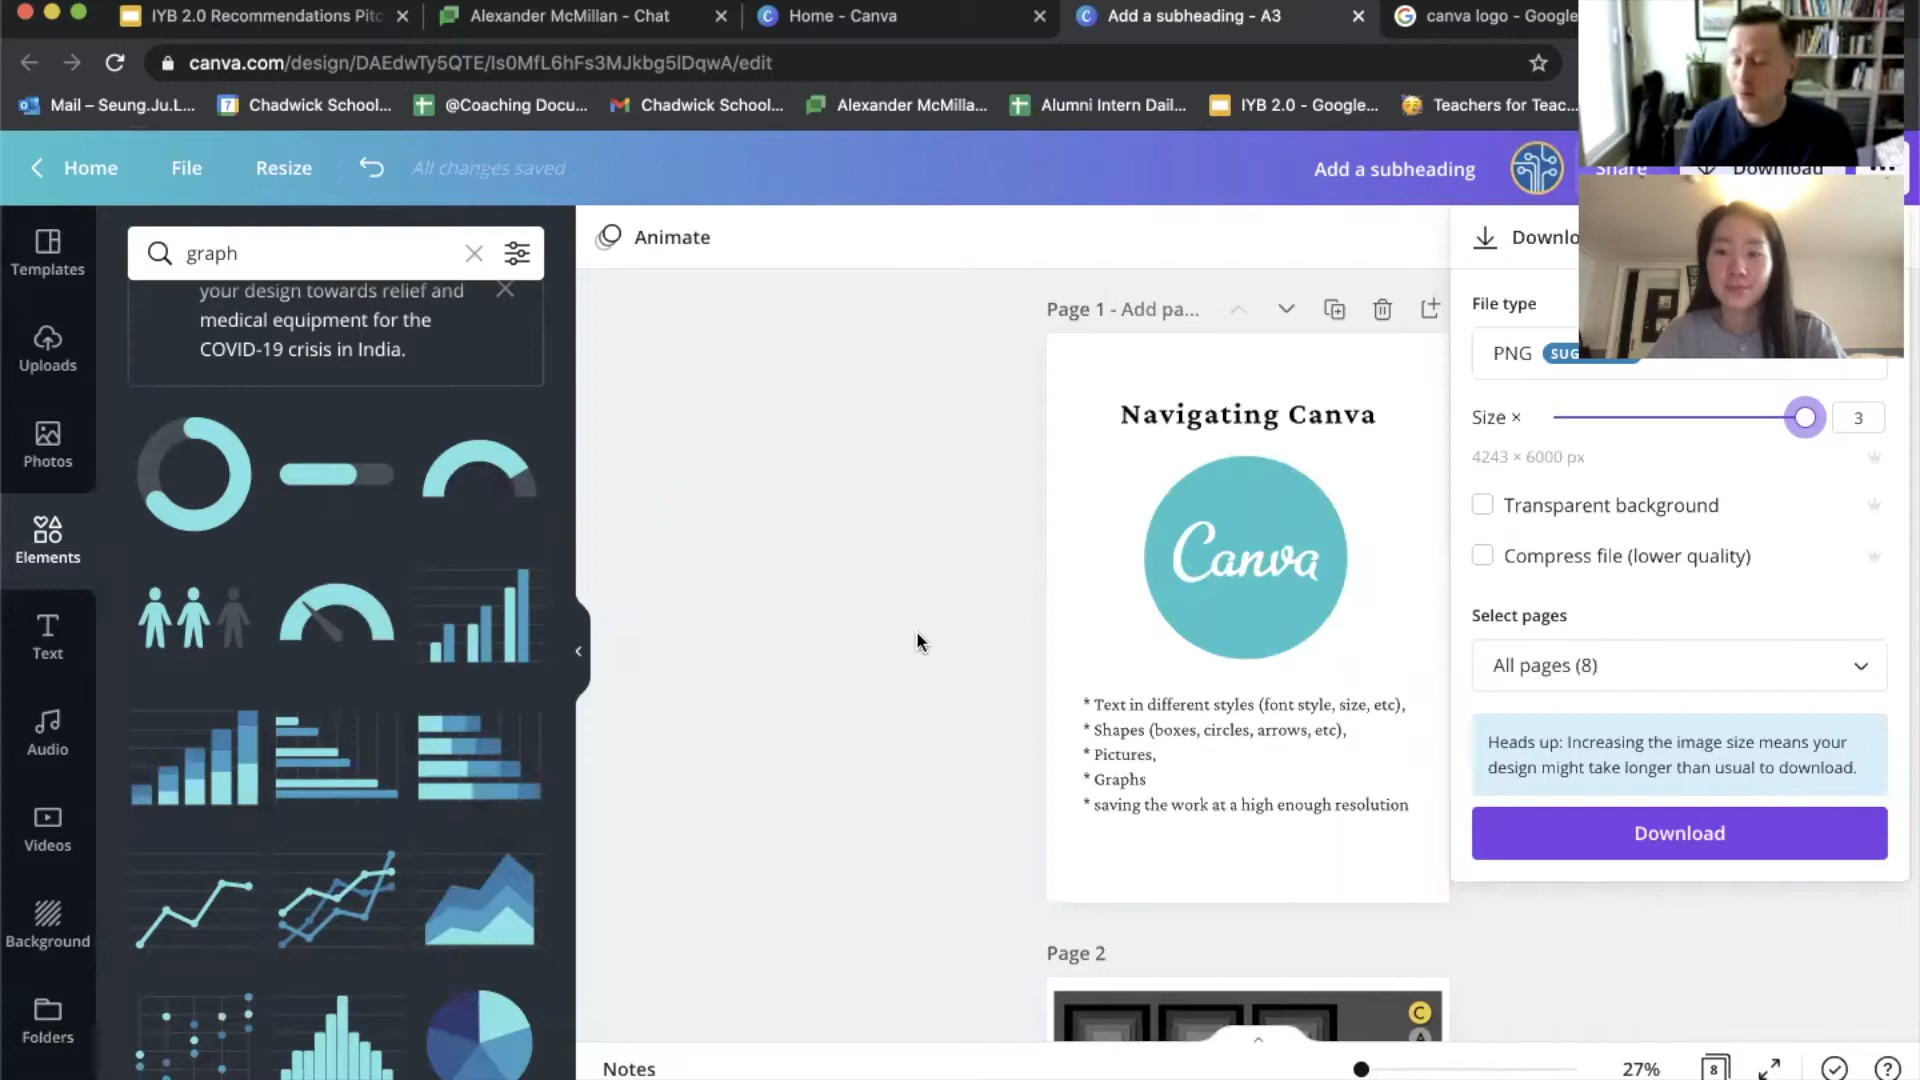 IYB 2.0 Recommendations Pitc
Alexander McMillan - Chat
Home - Canva
Add a subheading - A3
canva logo - Google
canva.com/design/DAEdwTy5QTE/Is0MfL6hFs3MJkbg5lDqwA/edit
Mail – Seung.Ju.L...
Chadwick School...
@Coaching Docu...
Chadwick School...
Alexander McMilla...
Alumni Intern Dail...
IYB 2.0 - Google...
Teachers for Teac...
Home
File
Resize
All changes saved
Add a subheading
Share
Download
Templates
Uploads
Photos
Elements
Text
Audio
Videos
Background
Folders
graph
your design towards relief and
medical equipment for the
COVID-19 crisis in India.
Animate
Page 1 - Add pa...
Navigating Canva
Canva
* Text in different styles (font style, size, etc),
* Shapes (boxes, circles, arrows, etc),
* Pictures,
* Graphs
* saving the work at a high enough resolution
Page 2
C
A
Downlo
File type
PNG SUG
Size ×
3
4243 × 6000 px
Transparent background
Compress file (lower quality)
Select pages
All pages (8)
Heads up: Increasing the image size means your
design might take longer than usual to download.
Download
Notes
27%
8